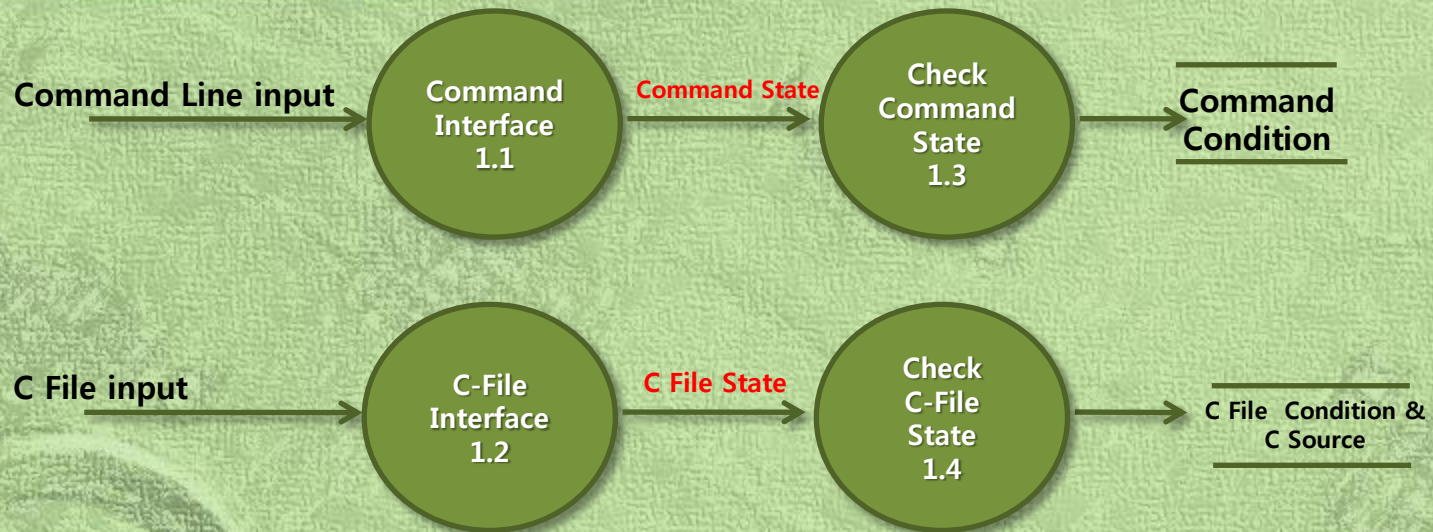 Command Line input
Command
Interface
1.1
Command State
Check
Command
State
1.3
Command
Condition
C File input
C-File
Interface
1.2
C File State
Check
C-File
State
1.4
C File Condition &
C Source